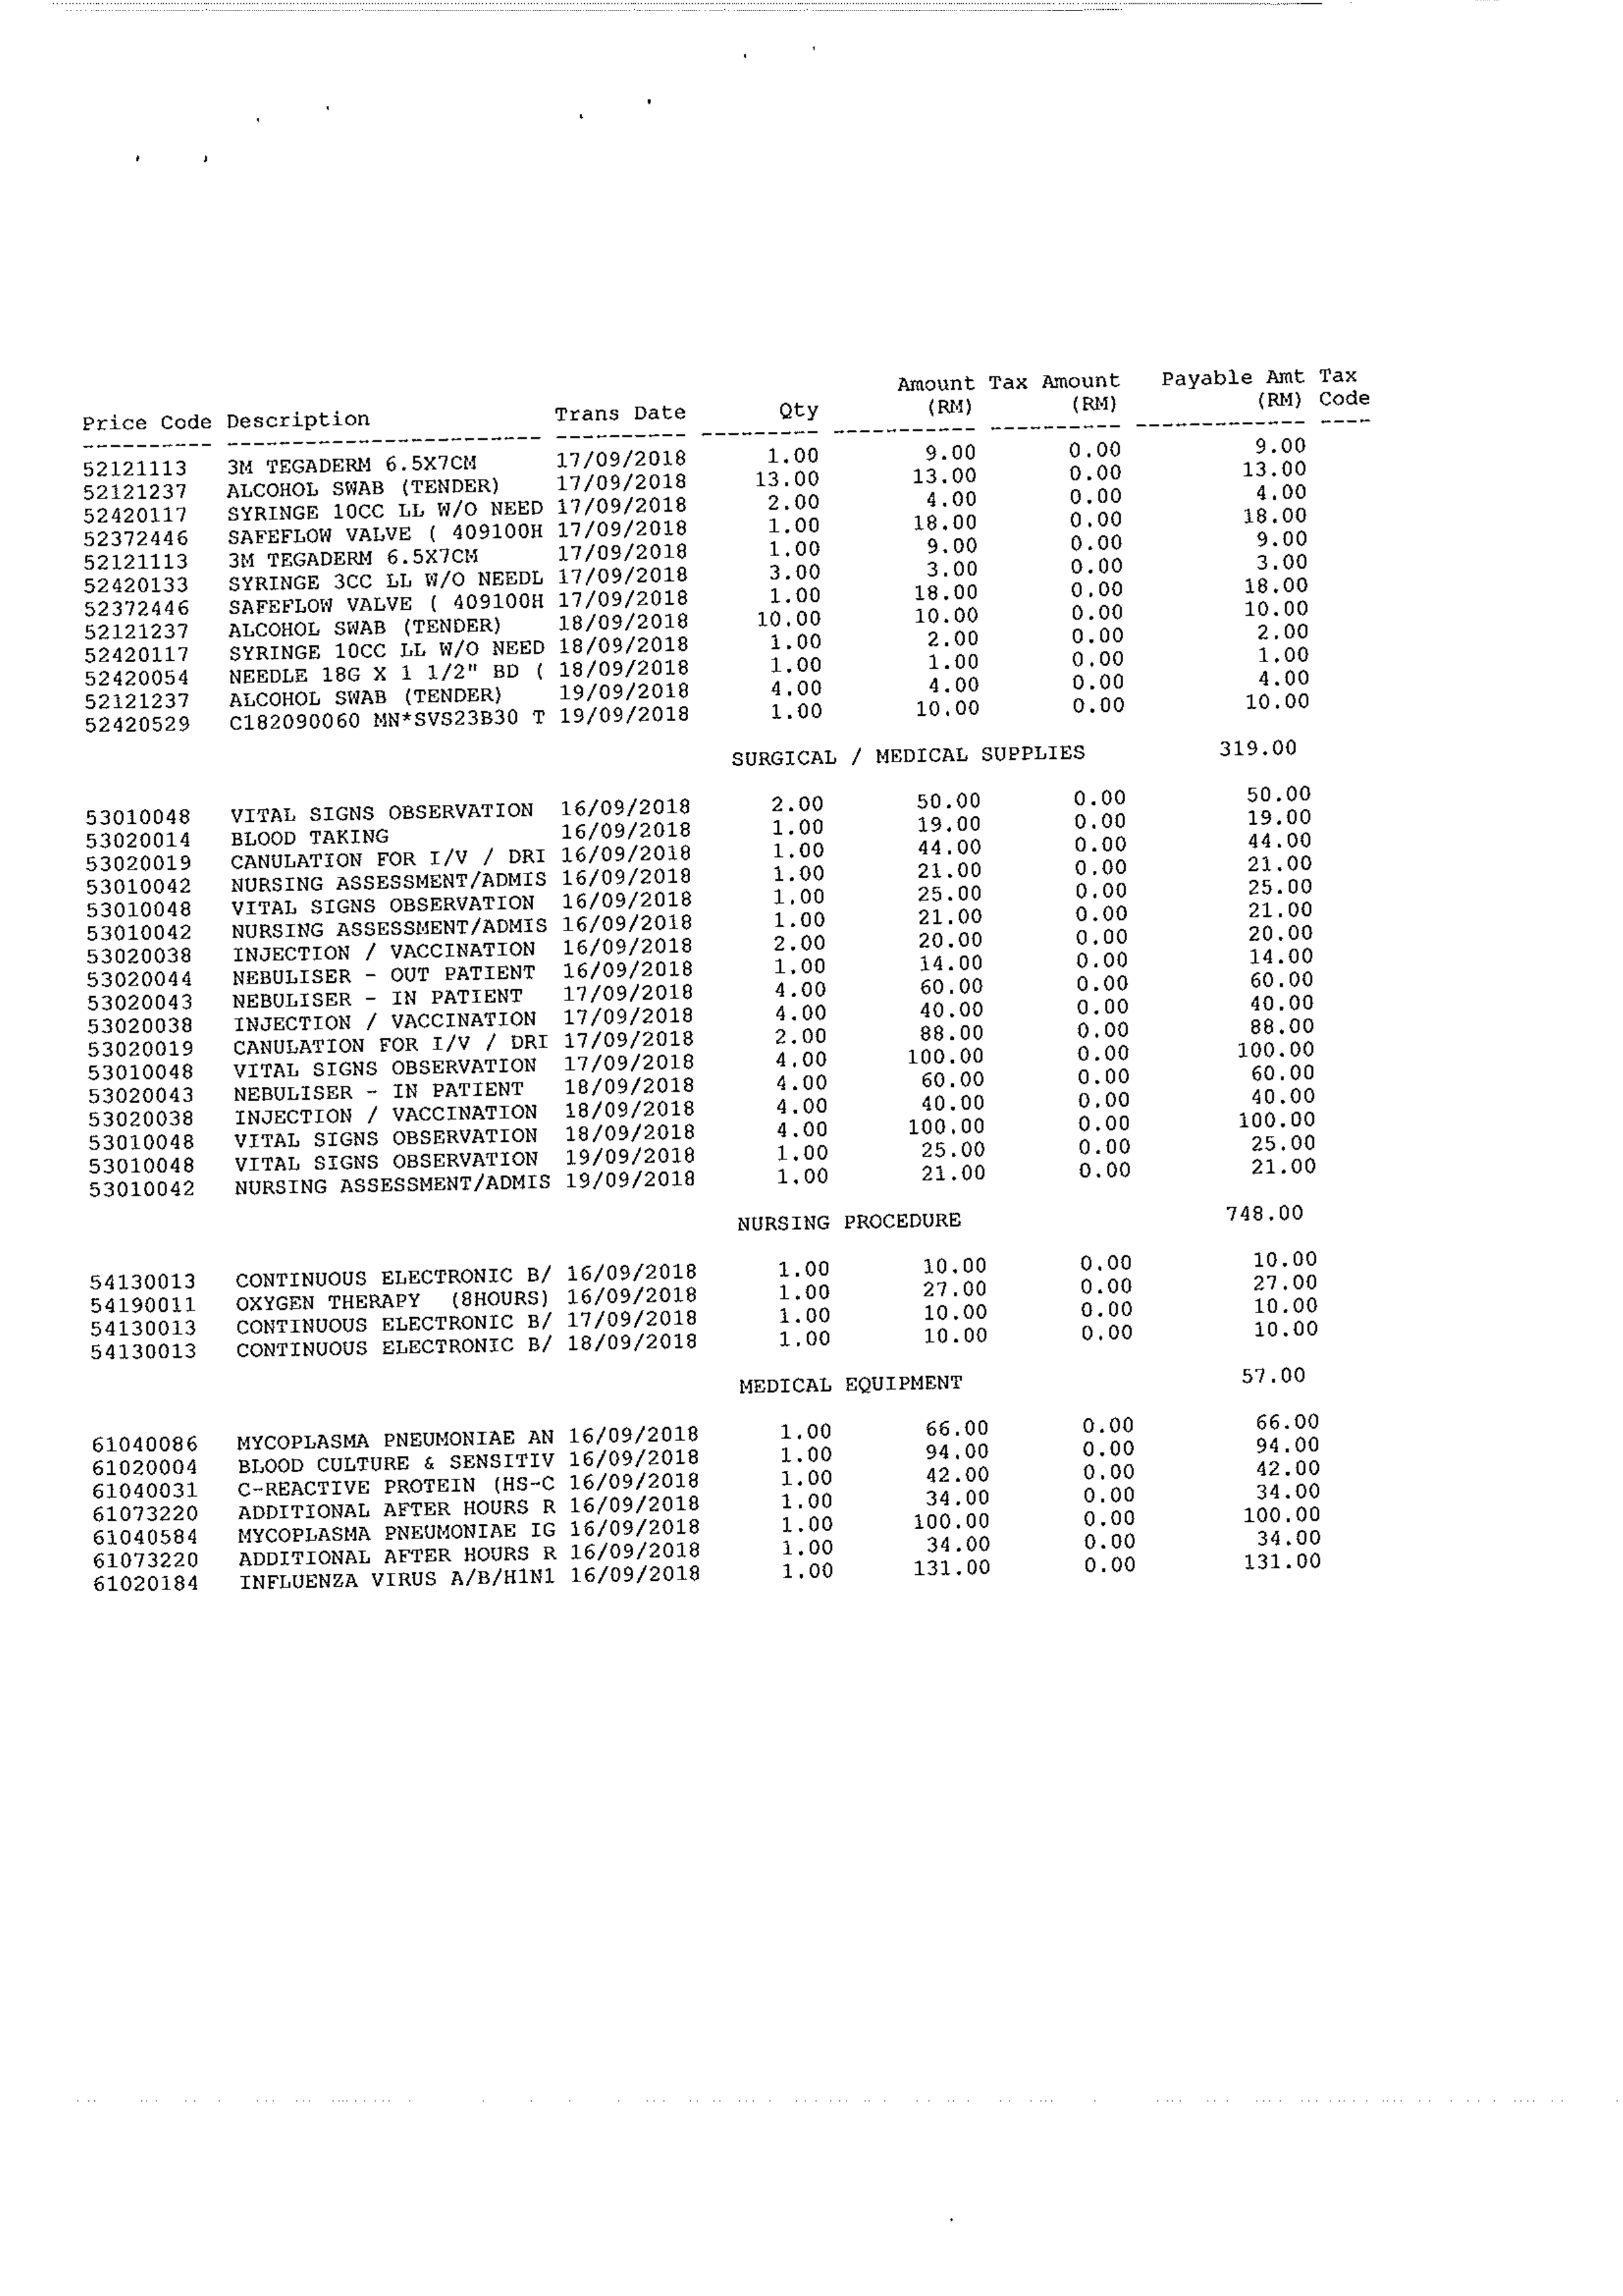 Amount Tax Amount Payable Amt Tax
Price Code Description Trans Date Qty (RM) (RM) (RM) Code
52121113 3M TEGADERM 6.5X7CM 17/09/2018 1.00 9.00 0.00 9.00
52121237 ALCOHOL SWAB (TENDER) 17/09/2018 13.00 13.00 0.00 13.00
52420117 SYRINGE 10CC LL W/O NEED 17/09/2018 2.00 4.00 0.00 4.00
52372446 SAFEFLOW VALVE ( 409100H 17/09/2018 1.00 18.00 0.00 18.00
52121113 3M TEGADERM 6.5X7CM 17/09/2018 1.00 9.00 0.00 9.00
52420133 SYRINGE 3CC LL W/O NEEDL 17/09/2018 3.00 3.00 0.00 3.00
52372446 SAFEFLOW VALVE ( 409100H 17/09/2018 1.00 18.00 0.00 18.00
52121237 ALCOHOL SWAB (TENDER) 18/09/2018 10.00 10.00 0.00 10.00
52420117 SYRINGE 10CC LL W/O NEED 18/09/2018 1.00 2.00 0.00 2.00
52420054 NEEDLE 18G X 1 1/2" BD ( 18/09/2018 1.00 1.00 0.00 1.00
52121237 ALCOHOL SWAB (TENDER) 19/09/2018 4.00 4.00 0.00 4.00
52420529 C182090060 MN*SVS23B30 T 19/09/2018 1.00 10.00 0.00 10.00
SURGICAL / MEDICAL SUPPLIES 319.00
53010048 VITAL SIGNS OBSERVATION 16/09/2018 2.00 50.00 0.00 50.00
53020014 BLOOD TAKING 16/09/2018 1.00 19.00 0.00 19.00
53020019 CANULATION FOR I/V / DRI 16/09/2018 1.00 44.00 0.00 44.00
53010042 NURSING ASSESSMENT/ADMIS 16/09/2018 1.00 21.00 0.00 21.00
53010048 VITAL SIGNS OBSERVATION 16/09/2018 1.00 25.00 0.00 25.00
53010042 NURSING ASSESSMENT/ADMIS 16/09/2018 1.00 21.00 0.00 21.00
53020038 INJECTION / VACCINATION 16/09/2018 2.00 20.00 0.00 20.00
53020044 NEBULISER - OUT PATIENT 16/09/2018 1.00 14.00 0.00 14.00
53020043 NEBULISER - IN PATIENT 17/09/2018 4.00 60.00 0.00 60.00
53020038 INJECTION / VACCINATION 17/09/2018 4.00 40.00 0.00 40.00
53020019 CANULATION FOR I/V / DRI 17/09/2018 2.00 88.00 0.00 88.00
53010048 VITAL SIGNS OBSERVATION 17/09/2018 4.00 100.00 0.00 100.00
53020043 NEBULISER - IN PATIENT 18/09/2018 4.00 60.00 0.00 60.00
53020038 INJECTION / VACCINATION 18/09/2018 4.00 40.00 0.00 40.00
53010048 VITAL SIGNS OBSERVATION 18/09/2018 4.00 100.00 0.00 100.00
53010048 VITAL SIGNS OBSERVATION 19/09/2018 1.00 25.00 0.00 25.00
53010042 NURSING ASSESSMENT/ADMIS 19/09/2018 1.00 21.00 0.00 21.00
NURSING PROCEDURE 748.00
54130013 CONTINUOUS ELECTRONIC B/ 16/09/2018 1.00 10.00 0.00 10.00
54190011 OXYGEN THERAPY (8HOURS) 16/09/2018 1.00 27.00 0.00 27.00
54130013 CONTINUOUS ELECTRONIC B/ 17/09/2018 1.00 10.00 0.00 10.00
54130013 CONTINUOUS ELECTRONIC B/ 18/09/2018 1.00 10.00 0.00 10.00
MEDICAL EQUIPMENT 57.00
61040086 MYCOPLASMA PNEUMONIAE AN 16/09/2018 1.00 66.00 0.00 66.00
61020004 BLOOD CULTURE & SENSITIV 16/09/2018 1.00 94.00 0.00 94.00
61040031 C-REACTIVE PROTEIN (HS-C 16/09/2018 1.00 42.00 0.00 42.00
61073220 ADDITIONAL AFTER HOURS R 16/09/2018 1.00 34.00 0.00 34.00
61040584 MYCOPLASMA PNEUMONIAE IG 16/09/2018 1.00 100.00 0.00 100.00
61073220 ADDITIONAL AFTER HOURS R 16/09/2018 1.00 34.00 0.00 34.00
61020184 INFLUENZA VIRUS A/B/H1N1 16/09/2018 1.00 131.00 0.00 131.00